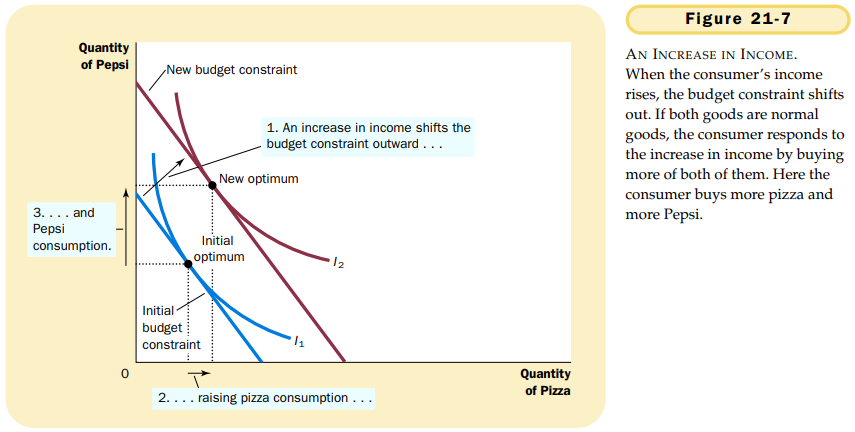 Quantity
of Pepsi
New budget constraint
1. An increase in income shifts the
budget constraint outward . . .
New optimum
3. . . . and
Pepsi
consumption.
Initial
optimum
I2
Initial
budget
constraint
I1
0
Quantity
of Pizza
2. . . . raising pizza consumption . . .
Figure 21-7
AN INCREASE IN INCOME.
When the consumer’s income
rises, the budget constraint shifts
out. If both goods are normal
goods, the consumer responds to
the increase in income by buying
more of both of them. Here the
consumer buys more pizza and
more Pepsi.